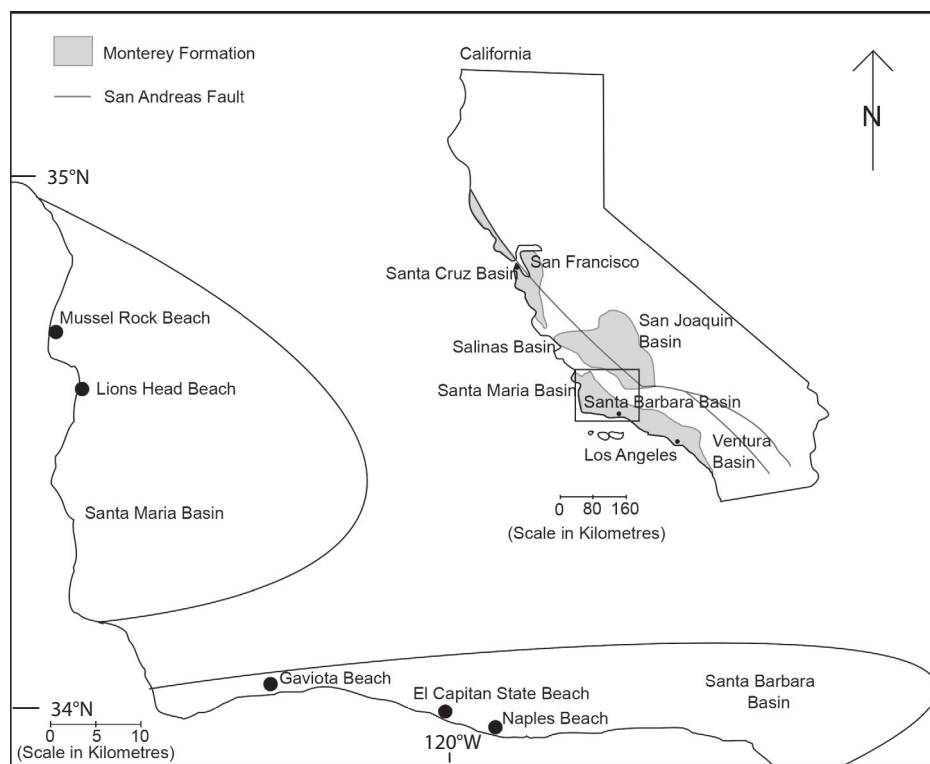 Monterey Formation
San Andreas Fault
California
N
35°N
San Francisco
Santa Cruz Basin
Mussel Rock Beach
San Joaquin
Basin
Salinas Basin
Lions Head Beach
Santa Maria Basin
Santa Barbara Basin
Ventura
Basin
Los Angeles
0 80 160
(Scale in Kilometres)
Santa Maria Basin
Gaviota Beach
El Capitan State Beach
Naples Beach
Santa Barbara
Basin
34°N
0 5 10
(Scale in Kilometres)
120°W